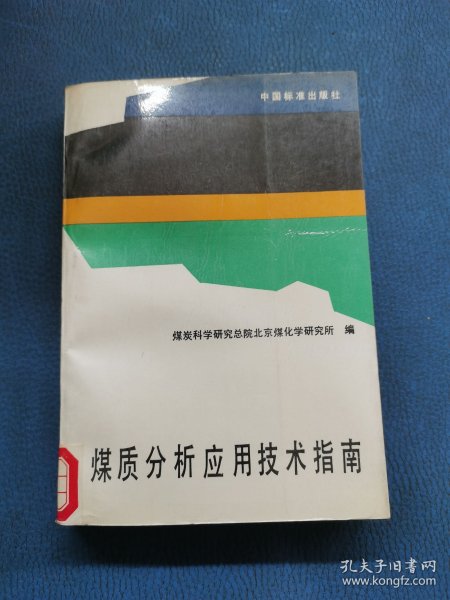 中国标准出版社
煤炭科学研究总院北京煤化学研究所 编
煤质分析应用技术指南
孔夫子旧书网
www.kongfz.com